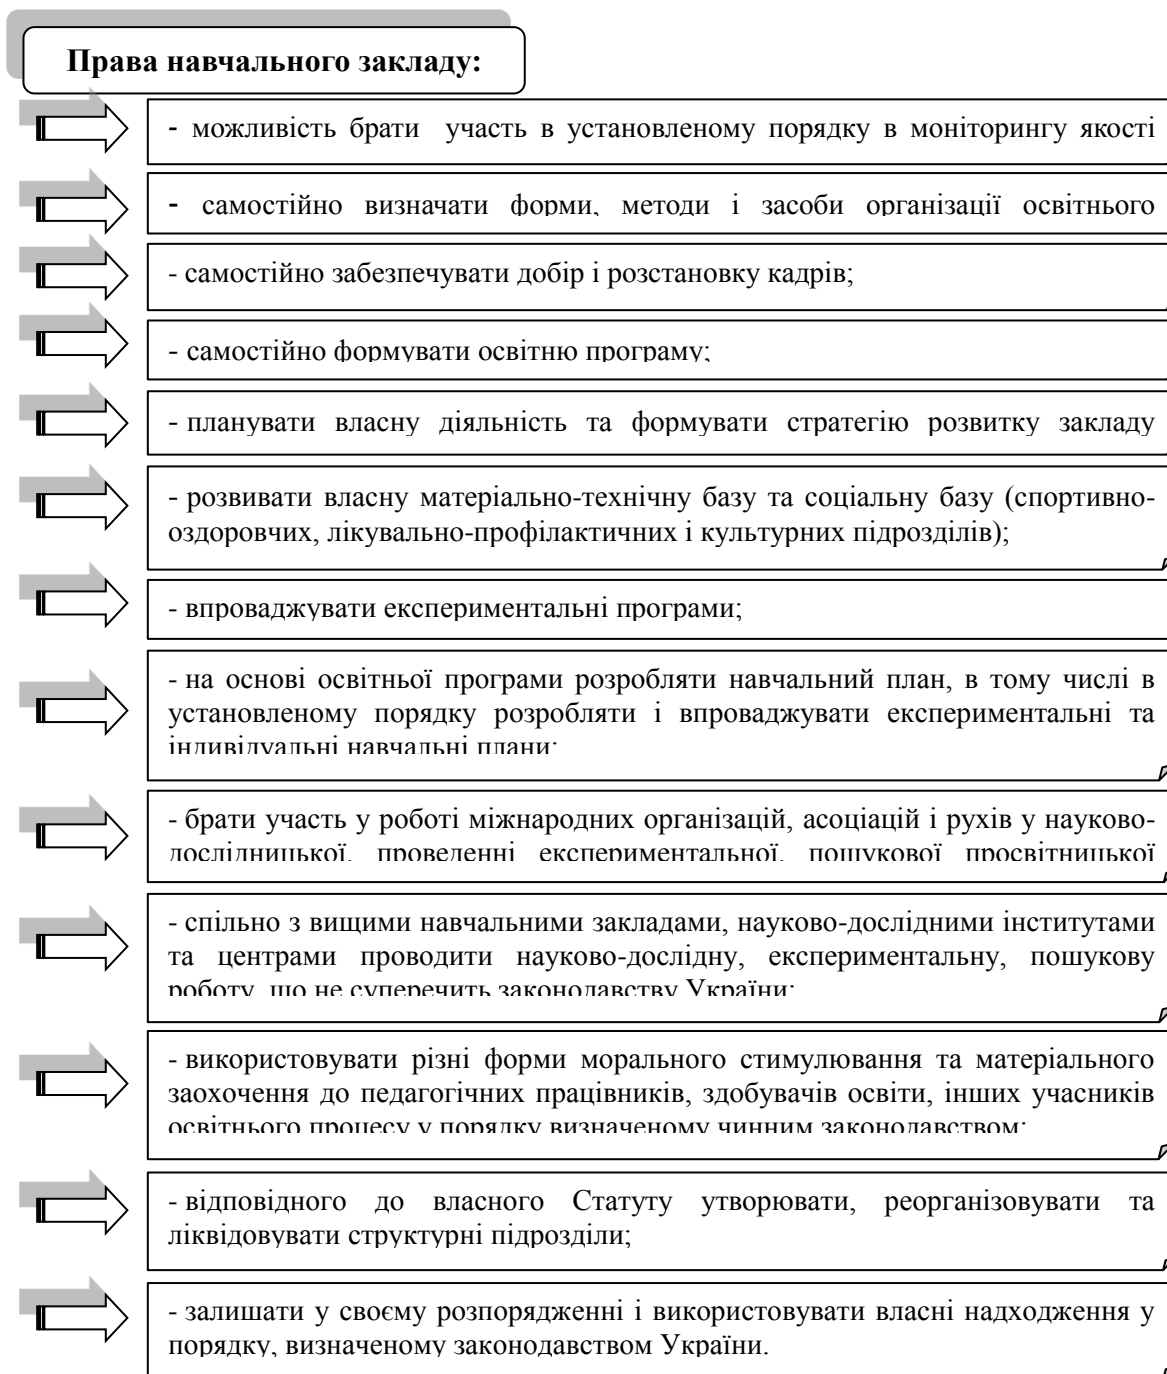 Права навчального закладу:
- можливість брати участь в установленому порядку в моніторингу якості
- самостійно визначати форми, методи і засоби організації освітнього
- самостійно забезпечувати добір і розстановку кадрів;
- самостійно формувати освітню програму;
- планувати власну діяльність та формувати стратегію розвитку закладу
- розвивати власну матеріально-технічну базу та соціальну базу (спортивно-
оздоровчих, лікувально-профілактичних і культурних підрозділів);
- впроваджувати експериментальні програми;
- на основі освітньої програми розробляти навчальний план, в тому числі в
установленому порядку розробляти і впроваджувати експериментальні та
індивідуальні навчальні плани;
- брати участь у роботі міжнародних організацій, асоціацій і рухів у науково-
дослідницької, проведенні експериментальної, пошукової просвітницької
- спільно з вищими навчальними закладами, науково-дослідними інститутами
та центрами проводити науково-дослідну, експериментальну, пошукову
роботу, що не суперечить законодавству України;
- використовувати різні форми морального стимулювання та матеріального
заохочення до педагогічних працівників, здобувачів освіти, інших учасників
освітнього процесу у порядку визначеному чинним законодавством;
- відповідного до власного Статуту утворювати, реорганізовувати та
ліквідовувати структурні підрозділи;
- залишати у своєму розпорядженні і використовувати власні надходження у
порядку, визначеному законодавством України.